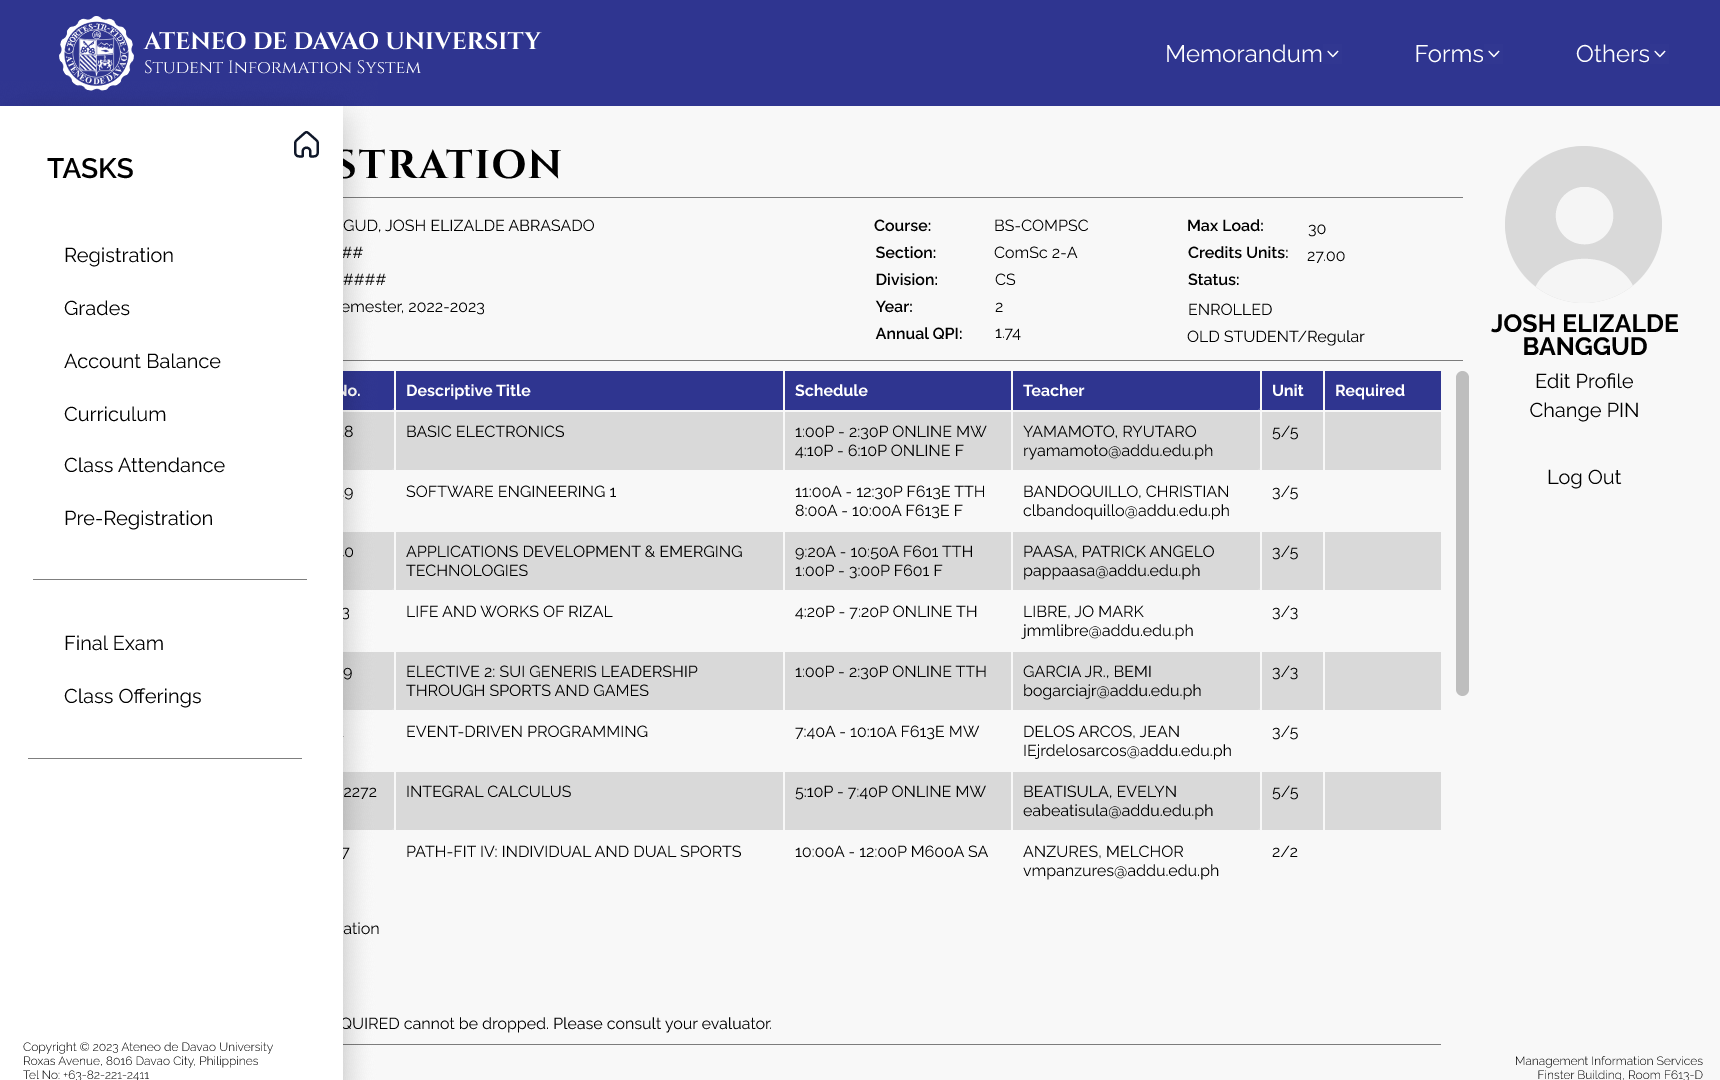 ATENEO DE DAVAO UNIVERSITY
STUDENT INFORMATION SYSTEM
Memorandum
Forms
Others
TASKS
Registration
Grades
Account Balance
Curriculum
Class Attendance
Pre-Registration
Final Exam
Class Offerings
Copyright © 2023 Ateneo de Davao University
Roxas Avenue, 8016 Davao City, Philippines
Tel No: +63-82-221-2411
STRATION
GUD, JOSH ELIZALDE ABRASADO
##
####
emester, 2022-2023
Course: BS-COMPSC
Section: ComSc 2-A
Division: CS
Year: 2
Annual QPI: 1.74
Max Load: 30
Credits Units: 27.00
Status:
ENROLLED
OLD STUDENT/Regular
No. Descriptive Title Schedule Teacher Unit Required
8 BASIC ELECTRONICS 1:00P - 2:30P ONLINE MW YAMAMOTO, RYUTARO 5/5
4:10P - 6:10P ONLINE F ryamamoto@addu.edu.ph
9 SOFTWARE ENGINEERING 1 11:00A - 12:30P F613E TTH BANDOQUILLO, CHRISTIAN 3/5
8:00A - 10:00A F613E F clbandoquillo@addu.edu.ph
0 APPLICATIONS DEVELOPMENT & EMERGING 9:20A - 10:50A F601 TTH PAASA, PATRICK ANGELO 3/5
TECHNOLOGIES 1:00P - 3:00P F601 F pappaasa@addu.edu.ph
3 LIFE AND WORKS OF RIZAL 4:20P - 7:20P ONLINE TH LIBRE, JO MARK 3/3
jmmlibre@addu.edu.ph
9 ELECTIVE 2: SUI GENERIS LEADERSHIP 1:00P - 2:30P ONLINE TTH GARCIA JR., BEMI 3/3
THROUGH SPORTS AND GAMES bogarciajr@addu.edu.ph
EVENT-DRIVEN PROGRAMMING 7:40A - 10:10A F613E MW DELOS ARCOS, JEAN 3/5
IEjrdelosarcos@addu.edu.ph
2272 INTEGRAL CALCULUS 5:10P - 7:40P ONLINE MW BEATISULA, EVELYN 5/5
eabeatisula@addu.edu.ph
7 PATH-FIT IV: INDIVIDUAL AND DUAL SPORTS 10:00A - 12:00P M600A SA ANZURES, MELCHOR 2/2
vmpanzures@addu.edu.ph
ation
QUIRED cannot be dropped. Please consult your evaluator.
JOSH ELIZALDE
BANGGUD
Edit Profile
Change PIN
Log Out
Management Information Services
Finster Building, Room F613-D